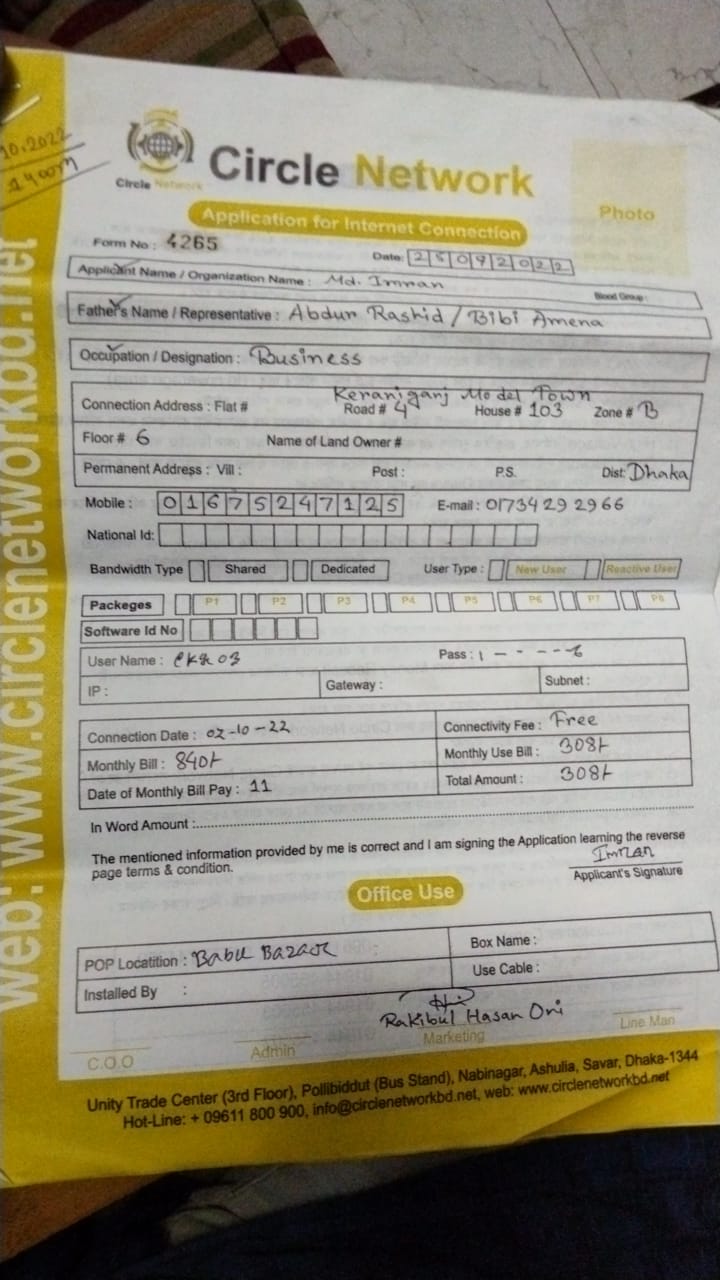 10.2022
Circle Network
Circle Network
Application for Internet Connection
Photo
Form No : 4265
Date: 25092022
Applicant Name / Organization Name : Md. Imran
Blood Group:
Father's Name / Representative : Abdur Rashid / Bibi Amena
Occupation / Designation : Business
Keraniganj Model Town
Connection Address : Flat # Road # 4 House # 103 Zone # B
Floor # 6 Name of Land Owner #
Permanent Address : Vill : Post : P.S. Dist: Dhaka
Mobile : 01675247125 E-mail : 01734292966
National Id:
Bandwidth Type Shared Dedicated User Type : New User Reactive User
Packeges P1 P2 P3 P4 P5 P6 P7 P8
Software Id No
User Name : Pass :
IP : Gateway : Subnet :
Connection Date : 02-10-22 Connectivity Fee : Free
Monthly Bill : 840/- Monthly Use Bill : 308/-
Date of Monthly Bill Pay : 11 Total Amount : 308/-
In Word Amount :
The mentioned information provided by me is correct and I am signing the Application learning the reverse
page terms & condition.
Imran
Applicant's Signature
Office Use
POP Locatition : Babu Bazar Box Name :
Installed By : Use Cable :
Rakibul Hasan Oni
C.O.O Admin Marketing Line Man
Unity Trade Center (3rd Floor), Pollibiddut (Bus Stand), Nabinagar, Ashulia, Savar, Dhaka-1344
Hot-Line: + 09611 800 900, info@circlenetworkbd.net, web: www.circlenetworkbd.net
web: www.circlenetworkbd.net